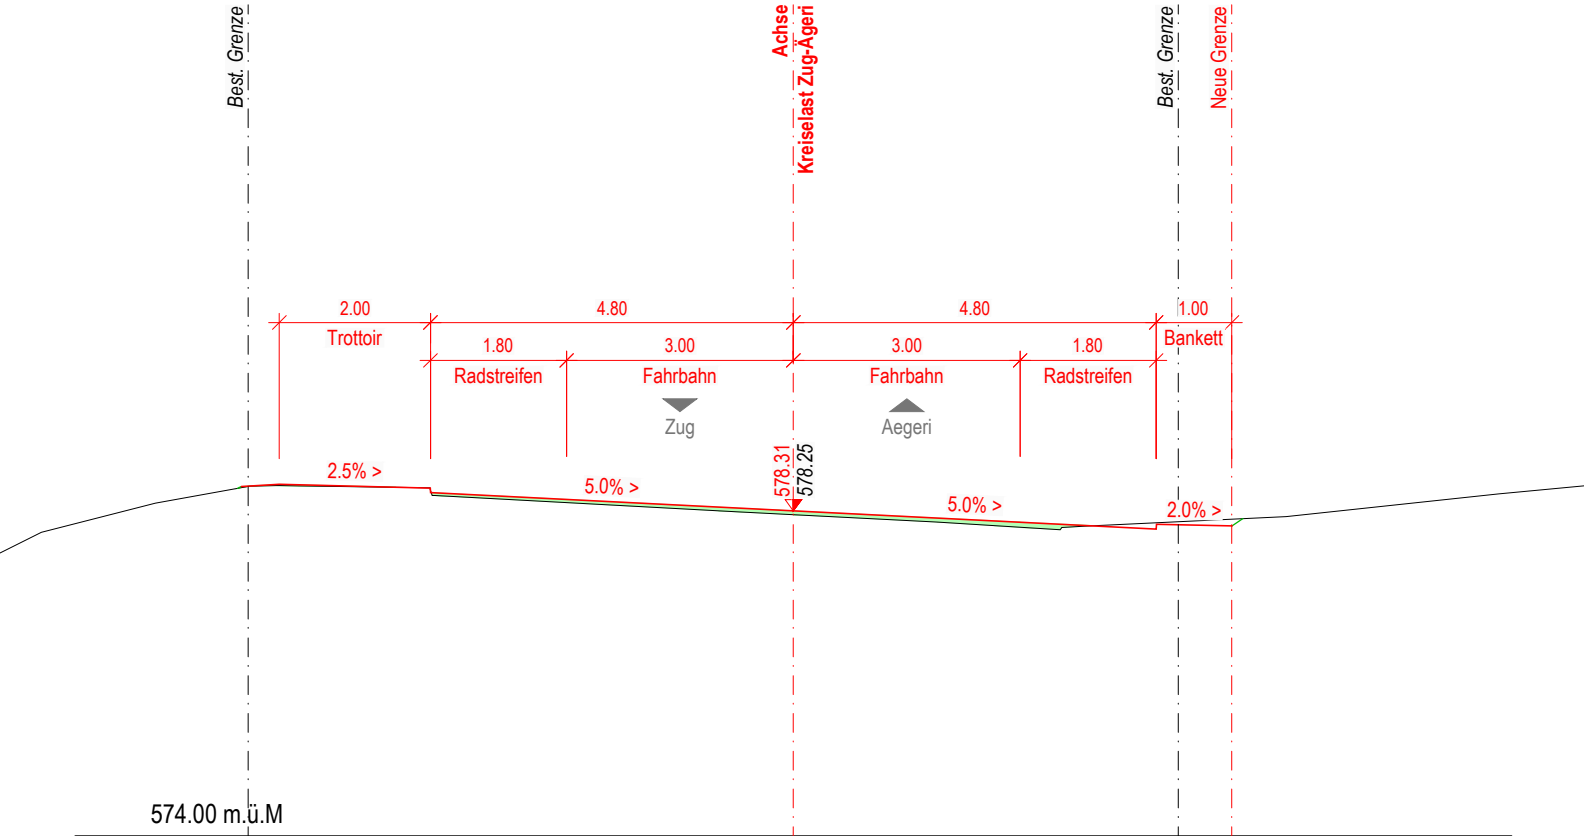 Best. Grenze
Achse
Kreiselast Zug-Ägeri
Best. Grenze
Neue Grenze
2.00
4.80
4.80
1.00
Trottoir
Bankett
1.80
3.00
3.00
1.80
Radstreifen
Fahrbahn
Fahrbahn
Radstreifen
Zug
Aegeri
578.31
578.25
2.5% >
5.0% >
5.0% >
2.0% >
574.00 m.ü.M